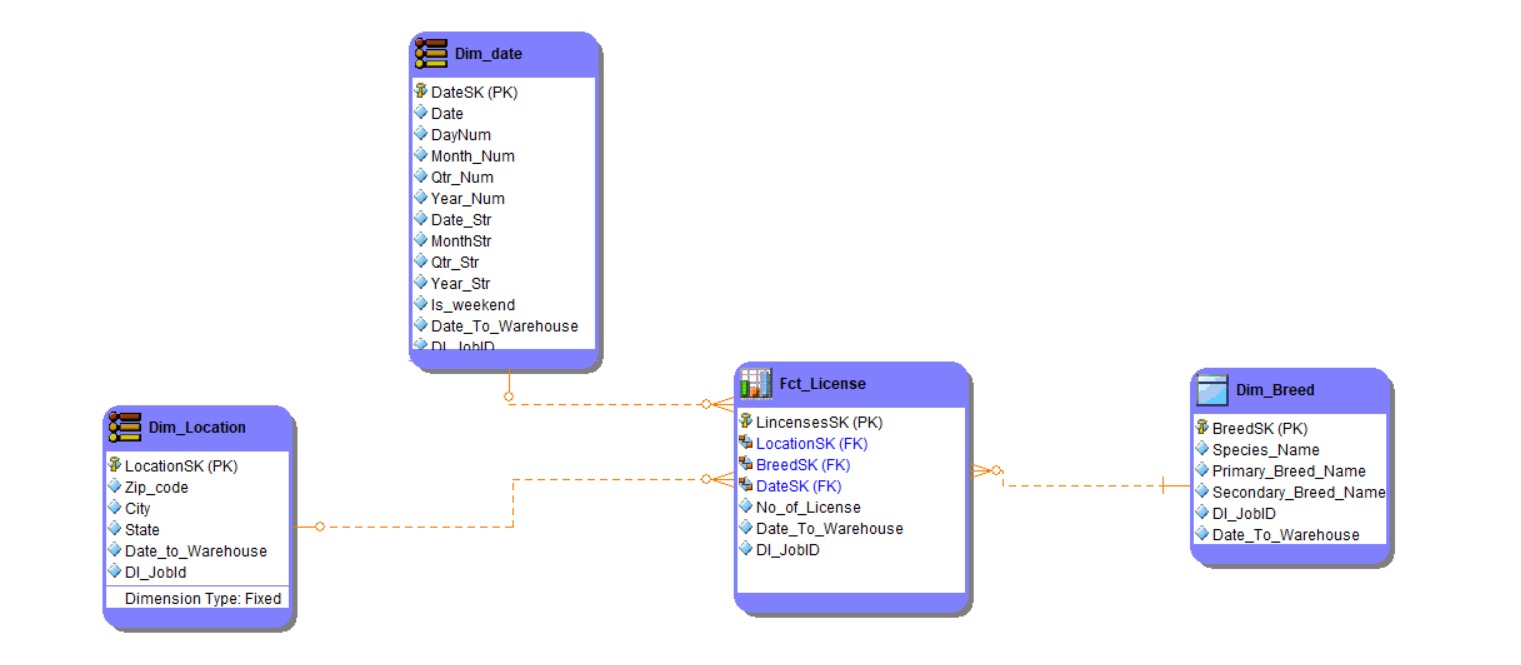 Dim_date
DateSK (PK)
Date
DayNum
Month_Num
Qtr_Num
Year_Num
Date_Str
MonthStr
Qtr_Str
Year_Str
Is_weekend
Date_To_Warehouse
DI_JobID
Dim_Location
LocationSK (PK)
Zip_code
City
State
Date_to_Warehouse
DI_JobId
Dimension Type: Fixed
Fct_License
LincensesSK (PK)
LocationSK (FK)
BreedSK (FK)
DateSK (FK)
No_of_License
Date_To_Warehouse
DI_JobID
Dim_Breed
BreedSK (PK)
Species_Name
Primary_Breed_Name
Secondary_Breed_Name
DI_JobID
Date_To_Warehouse